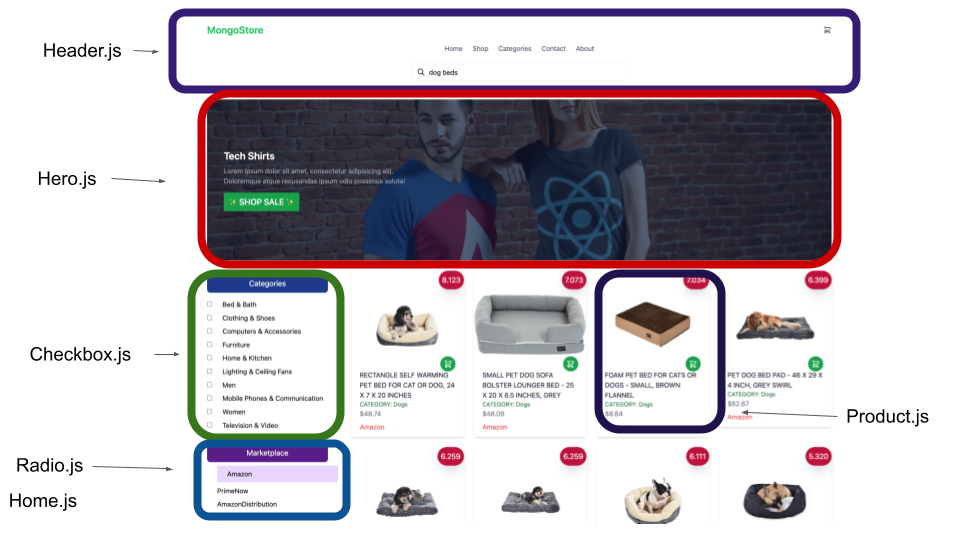 Header.js
MongoStore
Home Shop Categories Contact About
dog beds
Hero.js
Tech Shirts
Lorem ipsum dolor sit amet, consectetur adipisicing elit.
Doloremque atque recusandae ipsum odio possimus soluta!
✨ SHOP SALE ✨
Checkbox.js
Categories
Bed & Bath
Clothing & Shoes
Computers & Accessories
Furniture
Home & Kitchen
Lighting & Ceiling Fans
Men
Mobile Phones & Communication
Women
Television & Video
8.123
RECTANGLE SELF WARMING
PET BED FOR CAT OR DOG, 24
X 7 X 20 INCHES
CATEGORY: Dogs
$48.74
Amazon
7.073
SMALL PET DOG SOFA
BOLSTER LOUNGER BED - 25
X 20 X 6.5 INCHES, GREY
CATEGORY: Dogs
$48.08
Amazon
7.034
FOAM PET BED FOR CATS OR
DOGS - SMALL, BROWN
FLANNEL
CATEGORY: Dogs
$8.64
6.399
PET DOG BED PAD - 46 X 29 X
4 INCH, GREY SWIRL
CATEGORY: Dogs
$62.67
Amazon
Product.js
Radio.js
Home.js
Marketplace
Amazon
PrimeNow
AmazonDistribution
6.259
6.259
6.111
5.320